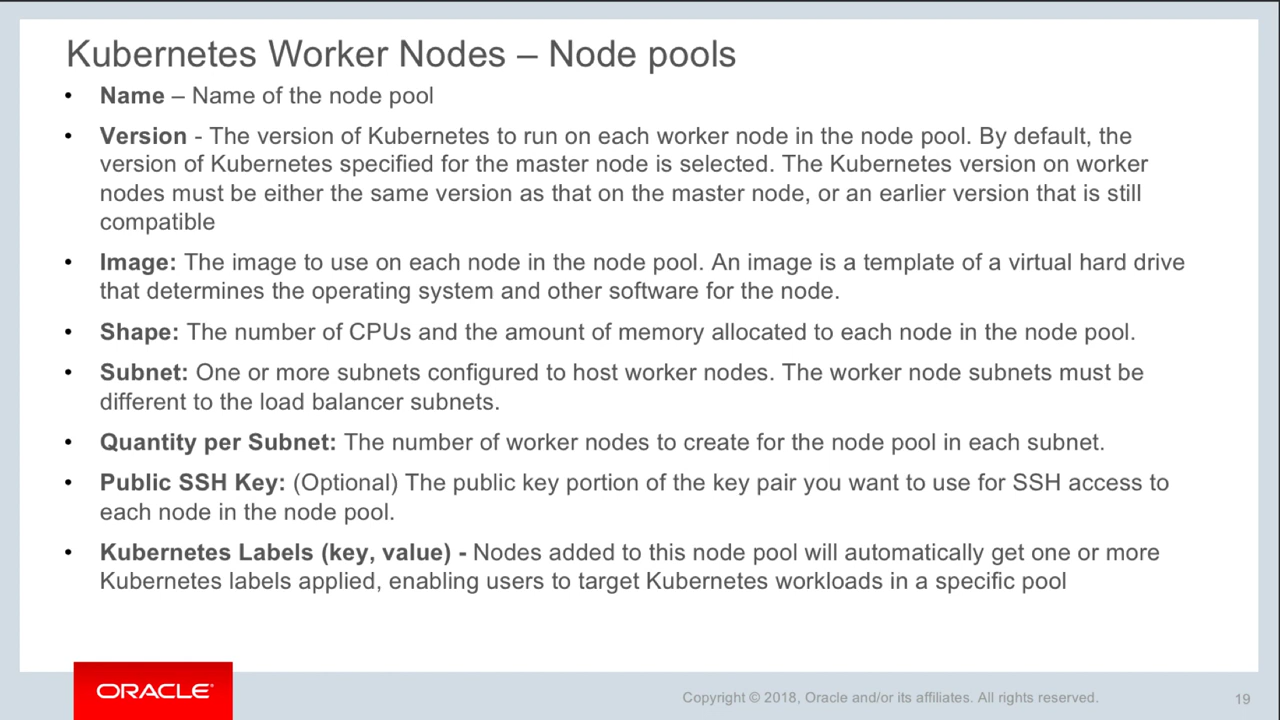 Kubernetes Worker Nodes – Node pools
• Name – Name of the node pool
• Version - The version of Kubernetes to run on each worker node in the node pool. By default, the
version of Kubernetes specified for the master node is selected. The Kubernetes version on worker
nodes must be either the same version as that on the master node, or an earlier version that is still
compatible
• Image: The image to use on each node in the node pool. An image is a template of a virtual hard drive
that determines the operating system and other software for the node.
• Shape: The number of CPUs and the amount of memory allocated to each node in the node pool.
• Subnet: One or more subnets configured to host worker nodes. The worker node subnets must be
different to the load balancer subnets.
• Quantity per Subnet: The number of worker nodes to create for the node pool in each subnet.
• Public SSH Key: (Optional) The public key portion of the key pair you want to use for SSH access to
each node in the node pool.
• Kubernetes Labels (key, value) - Nodes added to this node pool will automatically get one or more
Kubernetes labels applied, enabling users to target Kubernetes workloads in a specific pool
ORACLE®
Copyright © 2018, Oracle and/or its affiliates. All rights reserved.
19